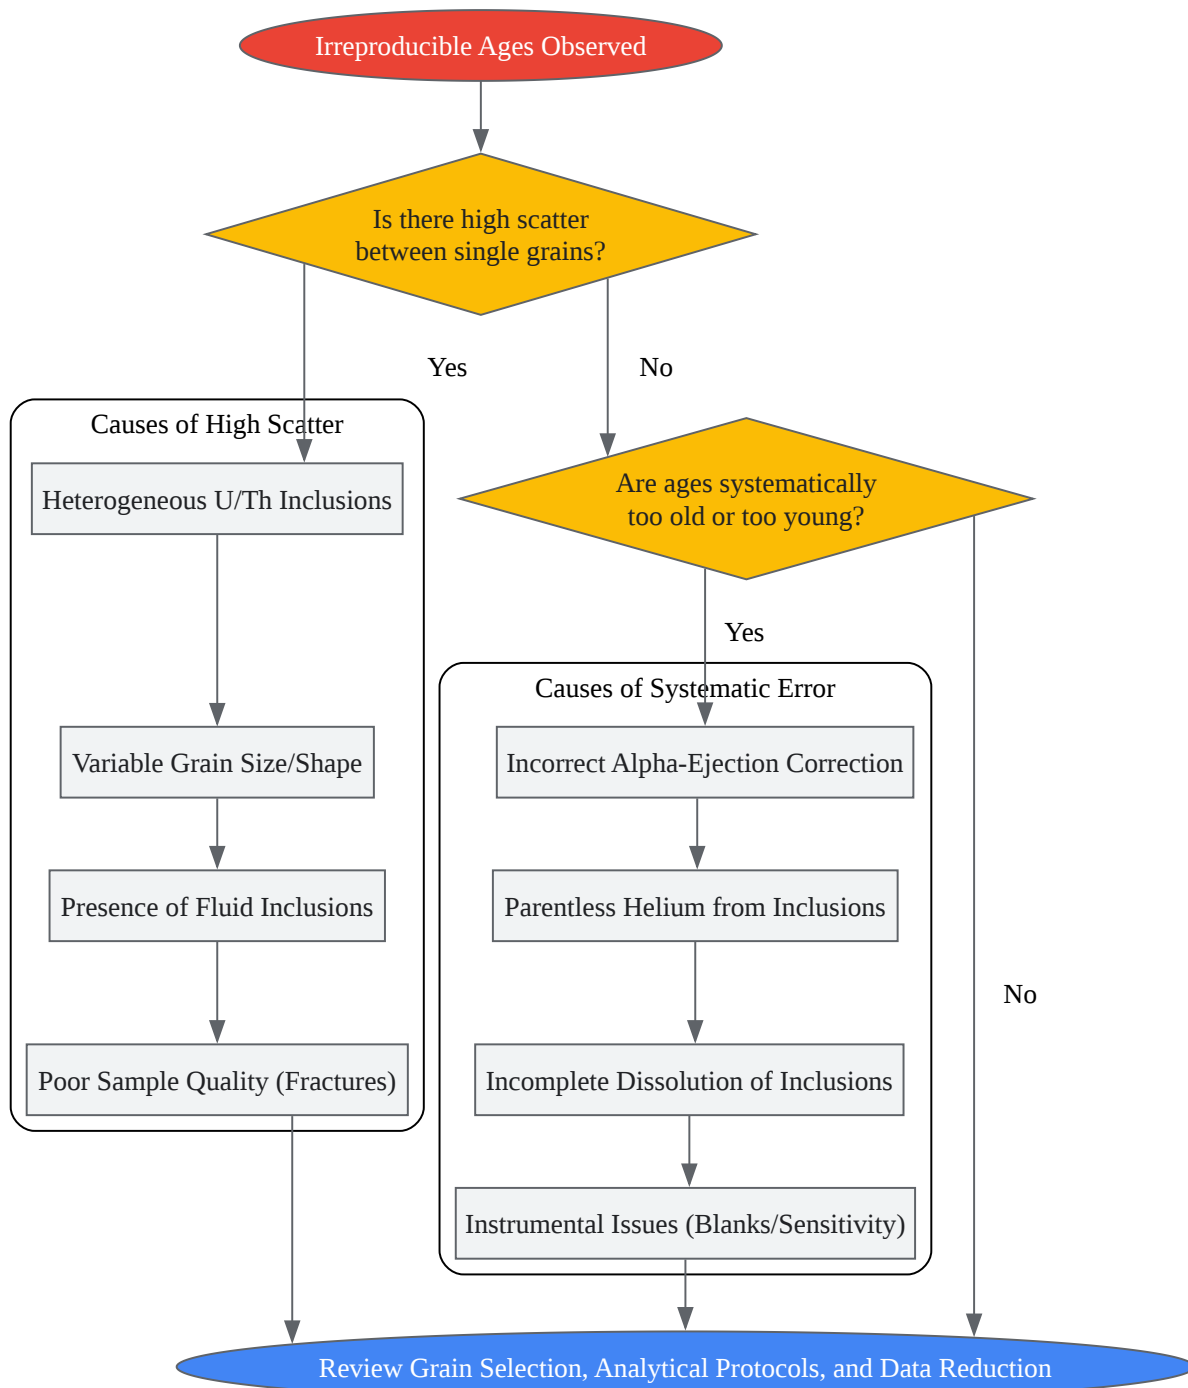 Irreproducible Ages Observed
Is there high scatter
between single grains?
Yes
No
Causes of High Scatter
Heterogeneous U/Th Inclusions
Variable Grain Size/Shape
Presence of Fluid Inclusions
Poor Sample Quality (Fractures)
Are ages systematically
too old or too young?
Yes
No
Causes of Systematic Error
Incorrect Alpha-Ejection Correction
Parentless Helium from Inclusions
Incomplete Dissolution of Inclusions
Instrumental Issues (Blanks/Sensitivity)
Review Grain Selection, Analytical Protocols, and Data Reduction